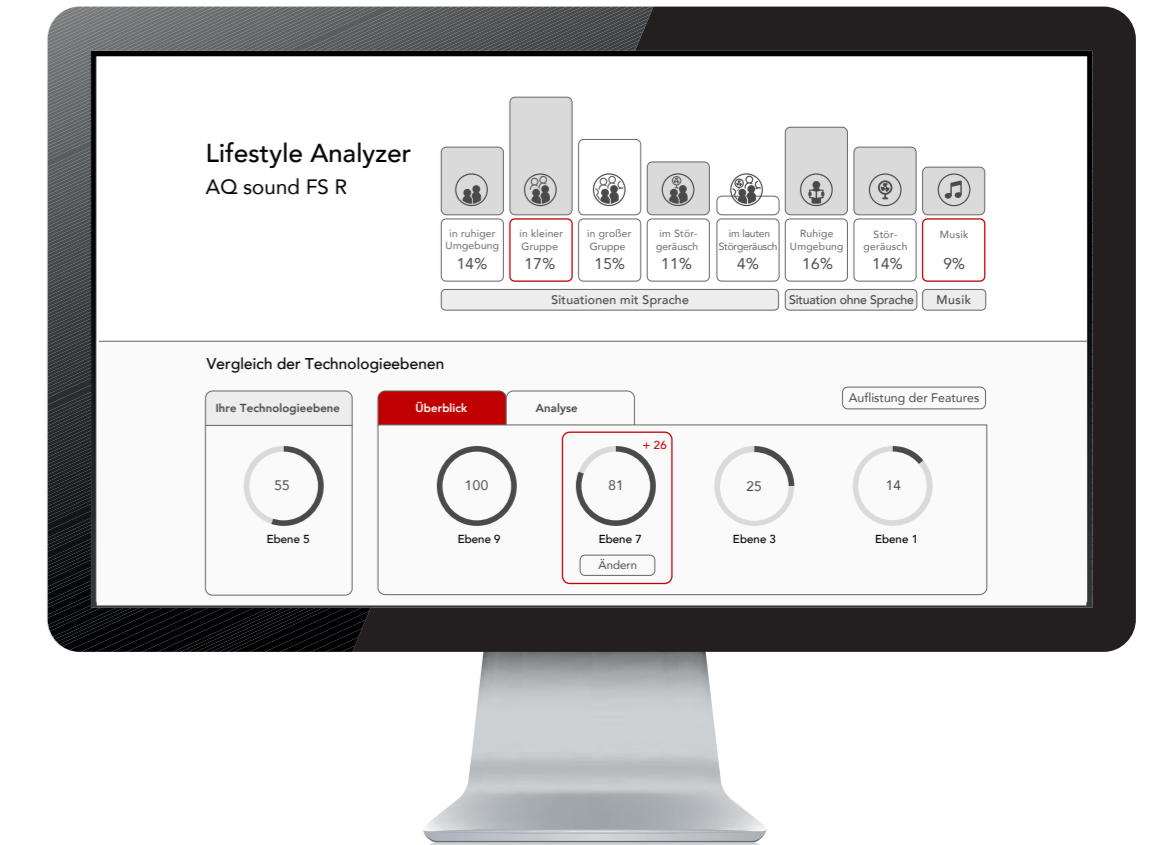 Lifestyle Analyzer
AQ sound FS R
in ruhiger
Umgebung
14%
in kleiner
Gruppe
17%
in großer
Gruppe
15%
im Stör-
geräusch
11%
im lauten
Störgeräusch
4%
Ruhige
Umgebung
16%
Stör-
geräusch
14%
Musik
9%
Situationen mit Sprache
Situation ohne Sprache
Musik
Vergleich der Technologieebenen
Ihre Technologieebene
Überblick
Analyse
Auflistung der Features
55
Ebene 5
100
Ebene 9
+ 26
81
Ebene 7
Ändern
25
Ebene 3
14
Ebene 1